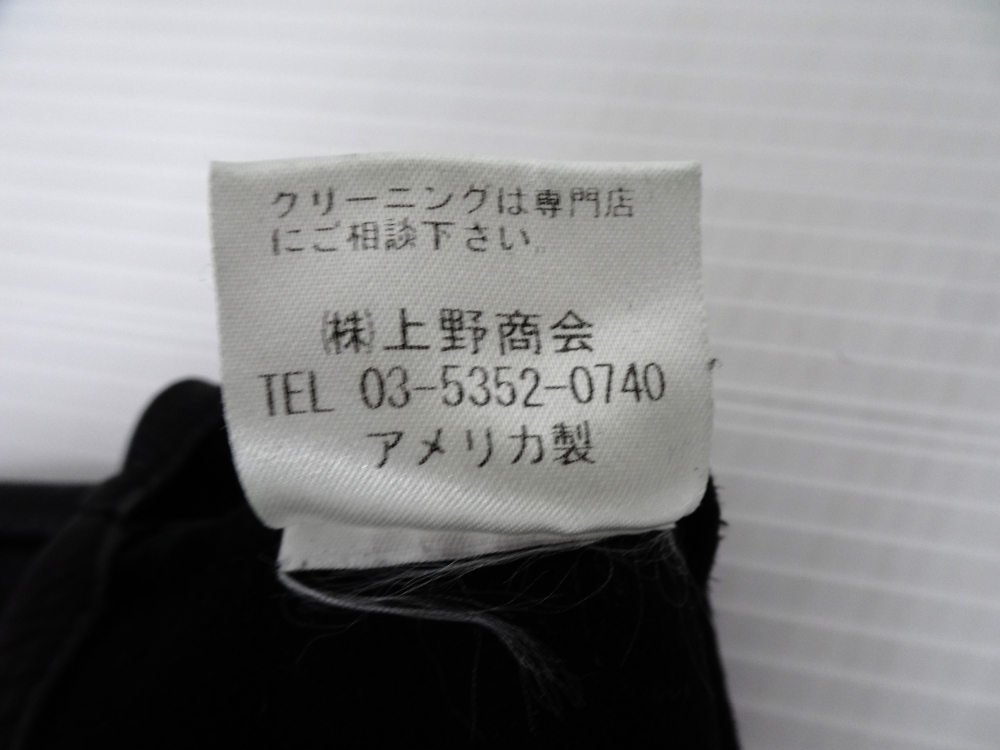 クリーニングは専門店
にご相談下さい。
㈱上野商会
TEL 03-5352-0740
アメリカ製